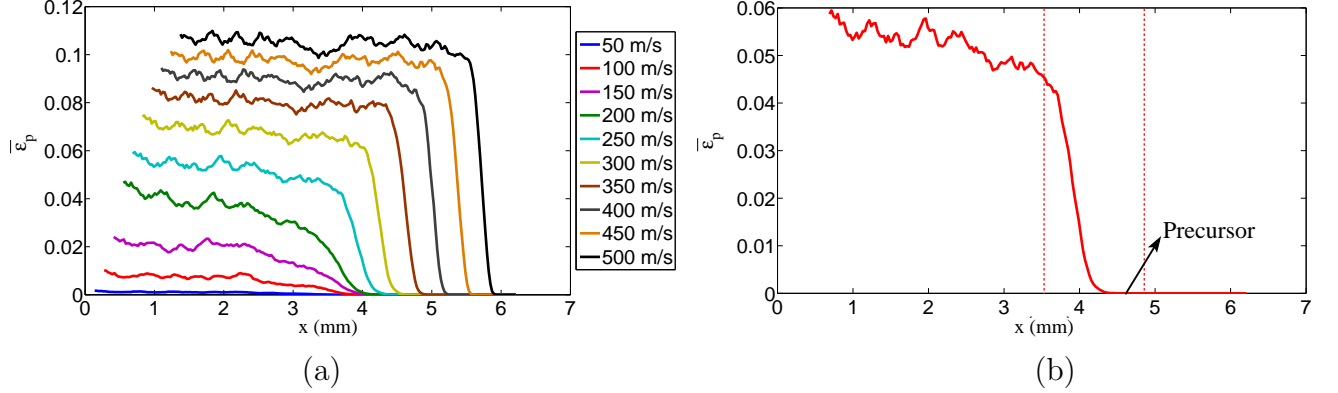 0.12
0.1
0.08
0.06
0.04
0.02
0
ε̅p
0 1 2 3 4 5 6 7
x (mm)
50 m/s
100 m/s
150 m/s
200 m/s
250 m/s
300 m/s
350 m/s
400 m/s
450 m/s
500 m/s
(a)
0.06
0.05
0.04
0.03
0.02
0.01
0
ε̅p
Precursor
0 1 2 3 4 5 6 7
x (mm)
(b)